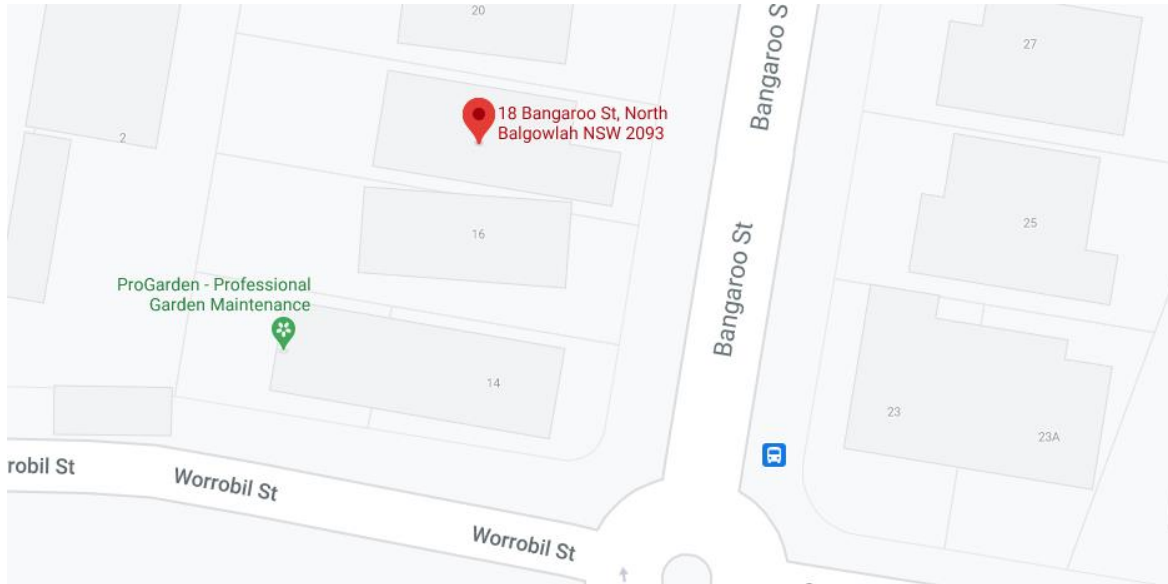 20
Bangaroo St
27
18 Bangaroo St, North
Balgowlah NSW 2093
2
25
16
Bangaroo St
ProGarden - Professional
Garden Maintenance
14
23
23A
robil St
Worrobil St
Worrobil St